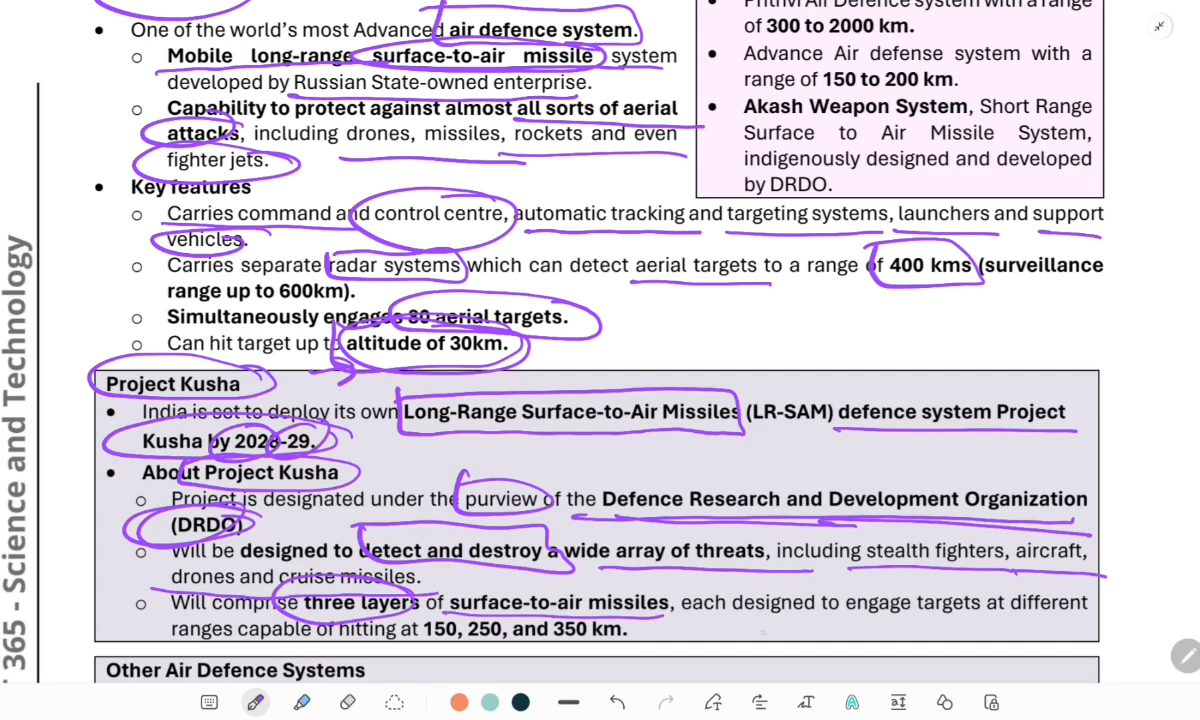 One of the world's most Advanced air defence system.
Mobile long-range surface-to-air missile system
developed by Russian State-owned enterprise.
Capability to protect against almost all sorts of aerial
attacks, including drones, missiles, rockets and even
fighter jets.
Key features
Carries command and control centre, automatic tracking and targeting systems, launchers and support
vehicles.
Carries separate radar systems which can detect aerial targets to a range of 400 kms (surveillance
range up to 600km).
Simultaneously engages 80 aerial targets.
Can hit target up to altitude of 30km.
Prithvi Air Defence system with a range
of 300 to 2000 km.
Advance Air defense system with a
range of 150 to 200 km.
Akash Weapon System, Short Range
Surface to Air Missile System,
indigenously designed and developed
by DRDO.
Project Kusha
India is set to deploy its own Long-Range Surface-to-Air Missiles (LR-SAM) defence system Project
Kusha by 2028-29.
About Project Kusha
Project is designated under the purview of the Defence Research and Development Organization
(DRDO)
Will be designed to detect and destroy a wide array of threats, including stealth fighters, aircraft,
drones and cruise missiles.
Will comprise three layers of surface-to-air missiles, each designed to engage targets at different
ranges capable of hitting at 150, 250, and 350 km.
Other Air Defence Systems
365 - Science and Technology